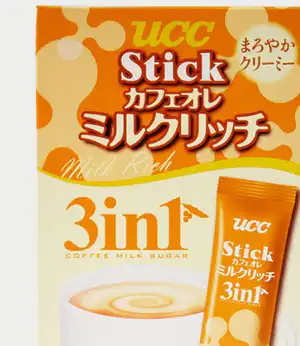 ucc
まろやか
クリーミー
Stick
カフェオレ
ミルクリッチ
Milk Rich
3in1
COFFEE MILK SUGAR
ucc
Stick
カフェオレ
ミルクリッチ
3in1